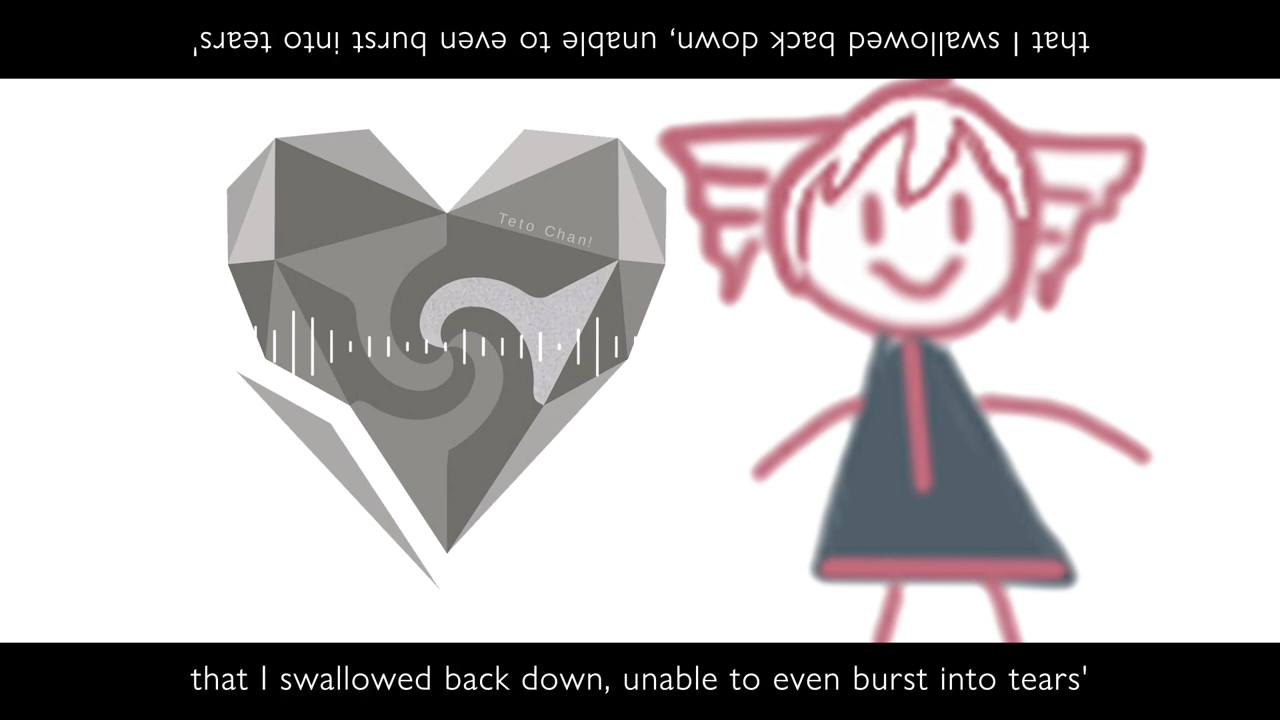 that I swallowed back down, unable to even burst into tears'
Teto Chan!
that I swallowed back down, unable to even burst into tears'